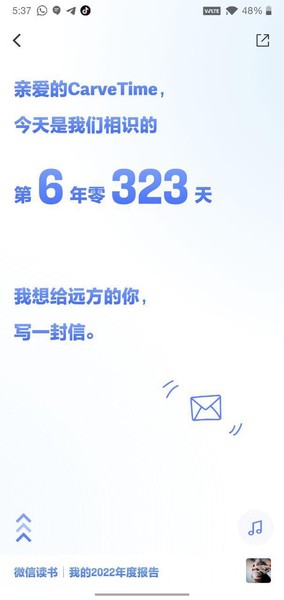 5:37
VoLTE
48%
亲爱的CarveTime，
今天是我们相识的
第 6 年零 323 天
我想给远方的你，
写一封信。
微信读书｜我的2022年度报告